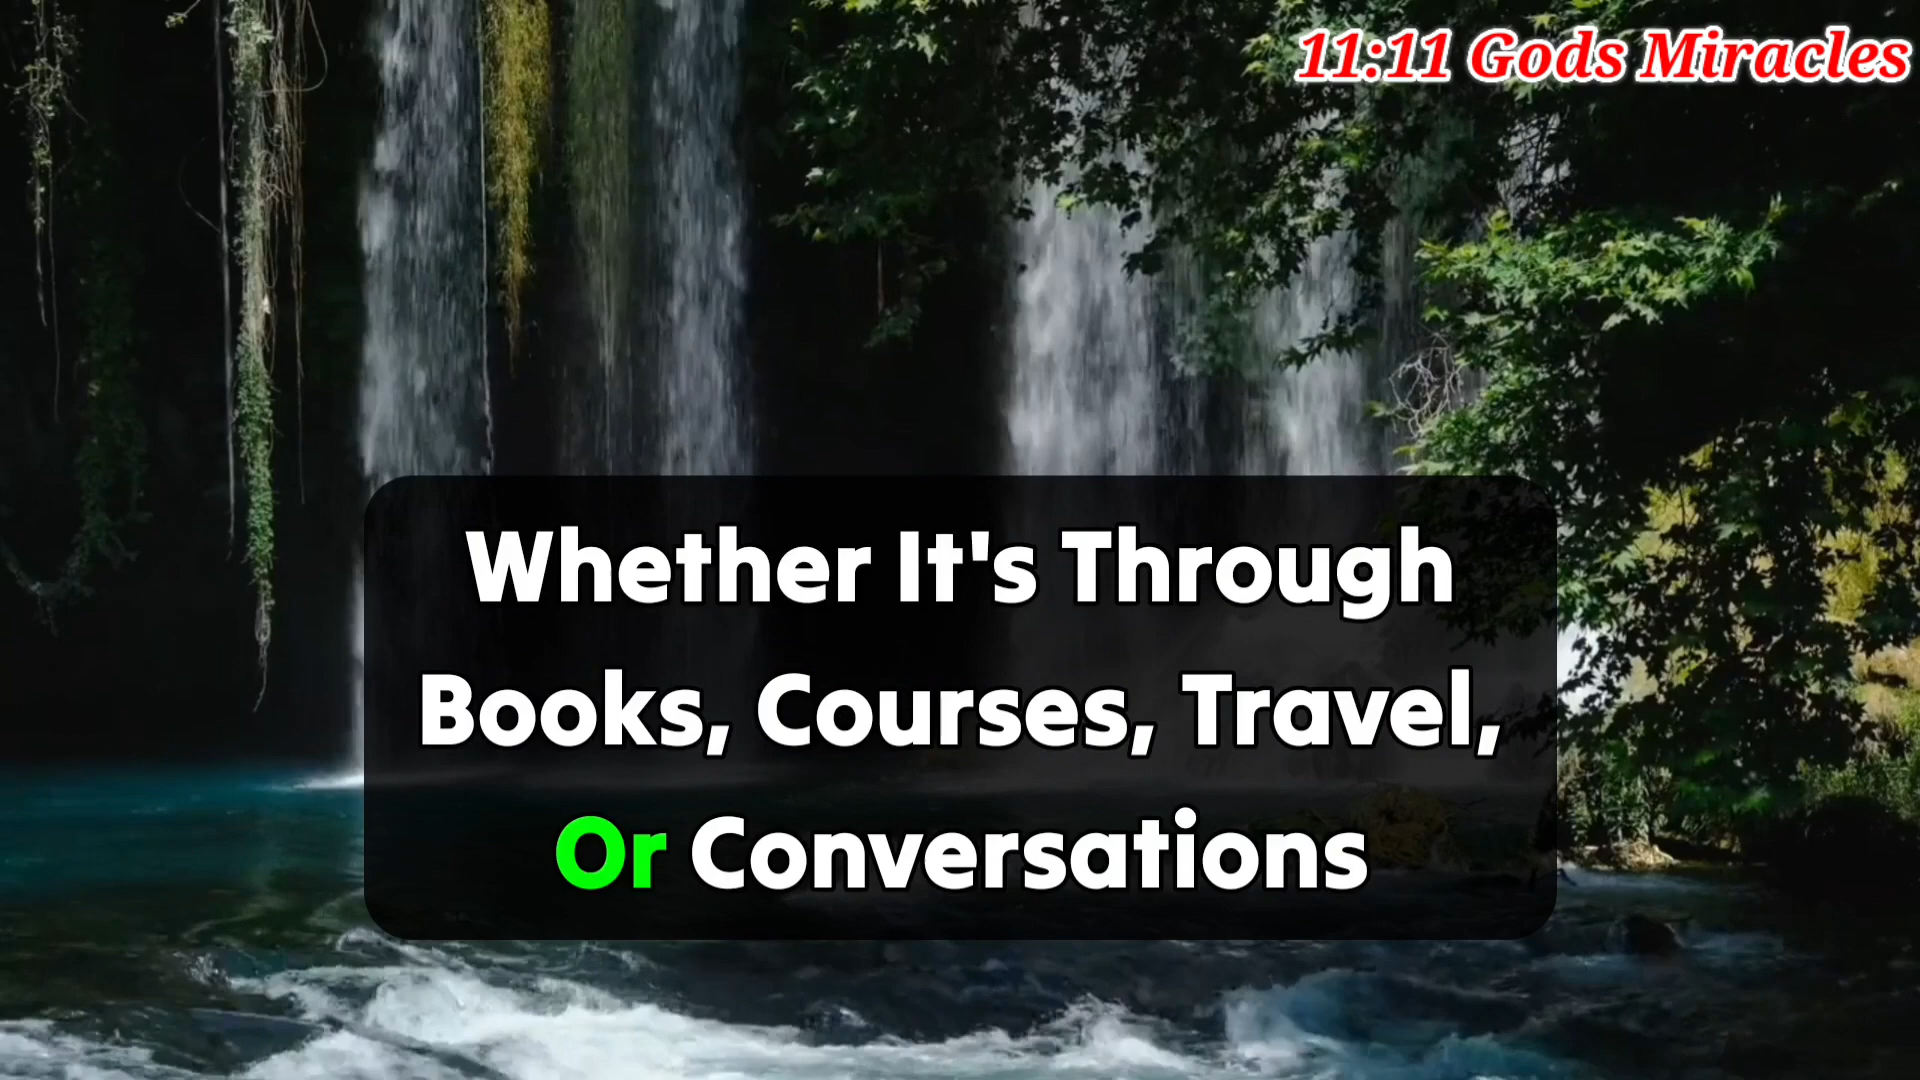 11:11 Gods Miracles
Whether It's Through
Books, Courses, Travel,
Or Conversations